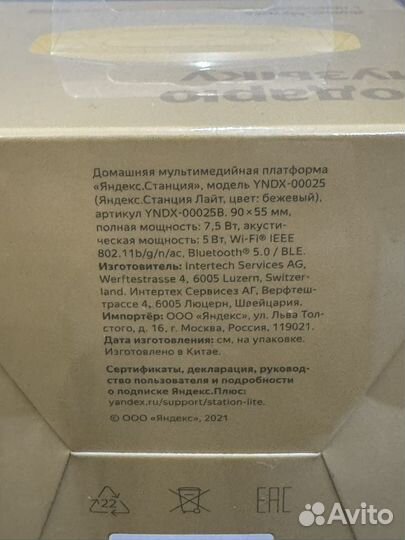 подарю
музыку
Домашняя мультимедийная платформа
«Яндекс.Станция», модель YNDX-00025
(Яндекс.Станция Лайт, цвет: бежевый),
артикул YNDX-00025B. 90×55 мм,
полная мощность: 7,5 Вт, акусти-
ческая мощность: 5 Вт, Wi-Fi® IEEE
802.11b/g/n/ac, Bluetooth® 5.0 / BLE.
Изготовитель: Intertech Services AG,
Werftestrasse 4, 6005 Luzern, Switzer-
land. Интертех Сервисез АГ, Верфтеш-
трассе 4, 6005 Люцерн, Швейцария.
Импортёр: ООО «Яндекс», ул. Льва Тол-
стого, д. 16, г. Москва, Россия, 119021.
Дата изготовления: см. на упаковке.
Изготовлено в Китае.
Сертификаты, декларация, руковод-
ство пользователя и подробности
о подписке Яндекс.Плюс:
yandex.ru/support/station-lite.
© ООО «Яндекс», 2021
22
EAC
Avito